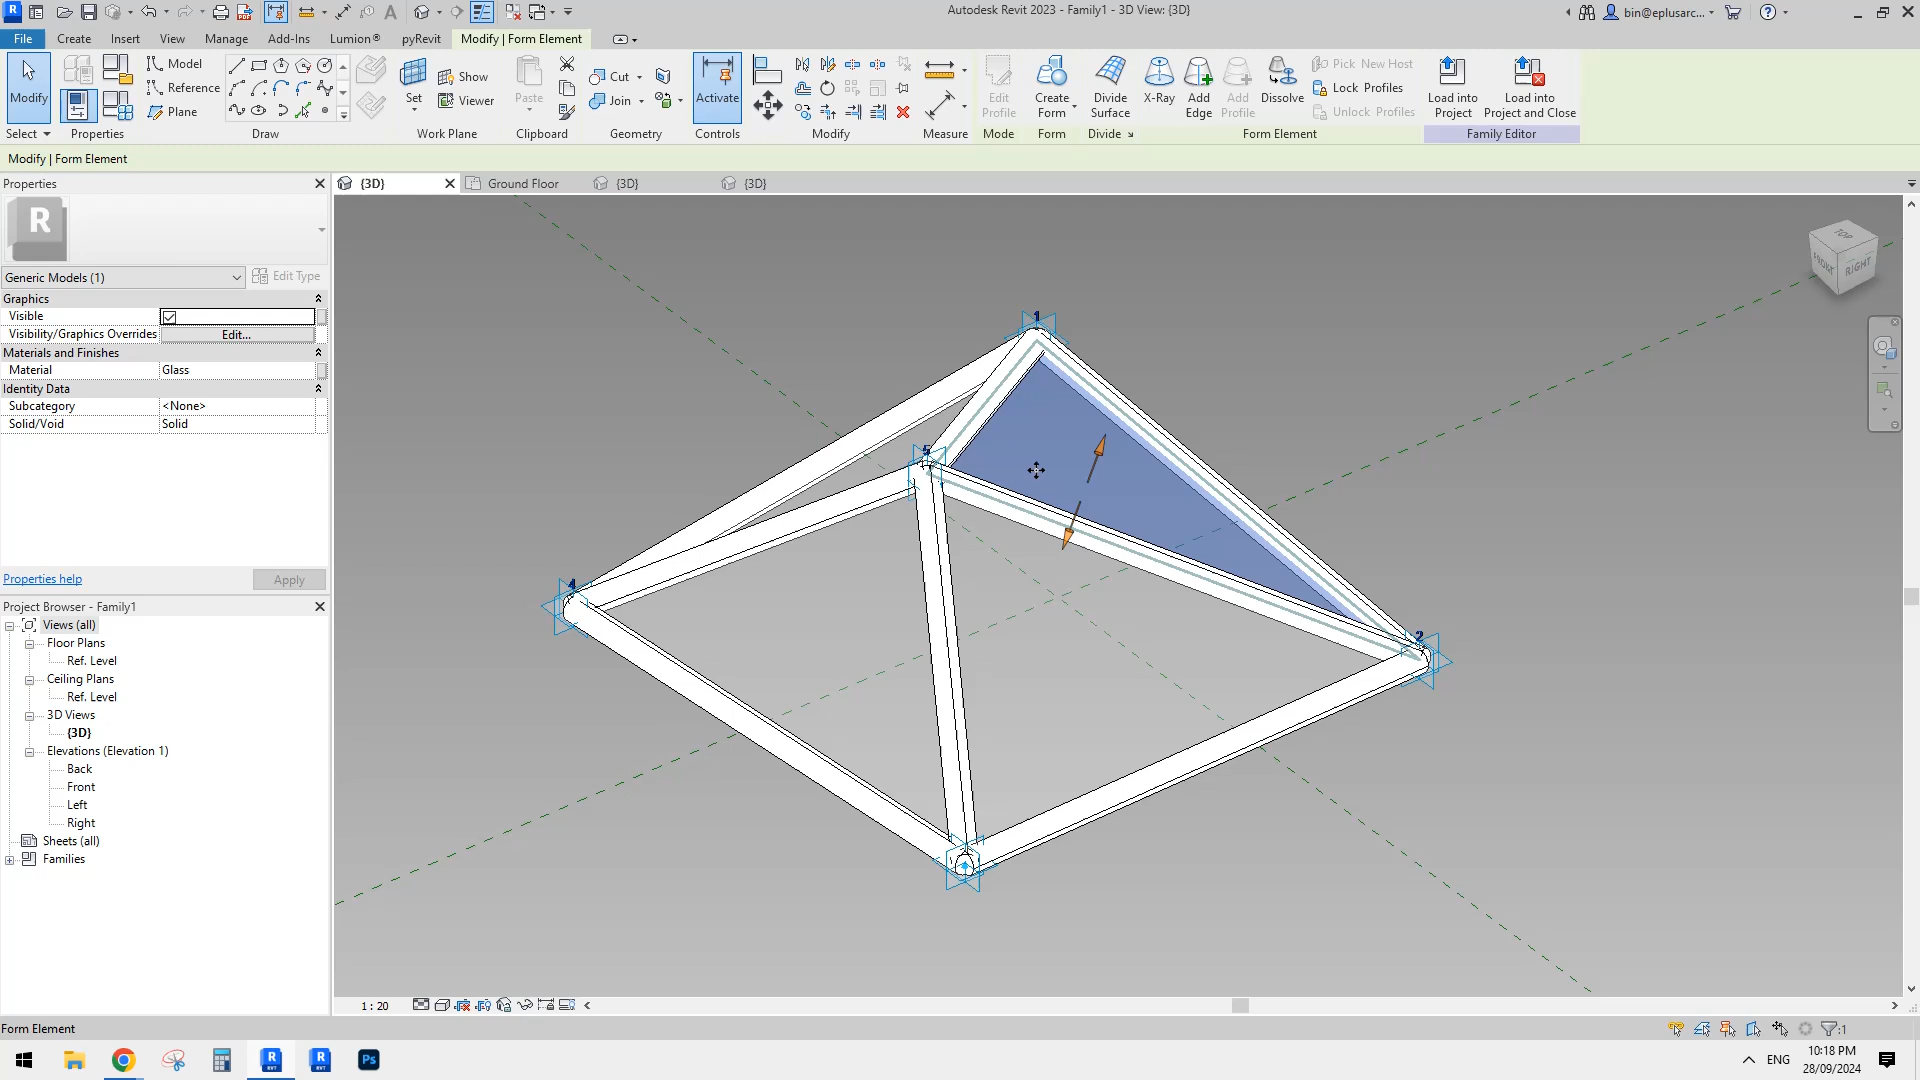 Autodesk Revit 2023 - Family1 - 3D View: {3D}
bin@eplusarc...
File Create Insert View Manage Add-Ins Lumion® pyRevit Modify | Form Element
Modify
Model
Reference
Plane
Set
Show
Viewer
Paste
Cut
Join
Activate
Edit Profile
Create Form
Divide Surface
X-Ray
Add Edge
Add Profile
Dissolve
Pick New Host
Lock Profiles
Unlock Profiles
Load into Project
Load into Project and Close
Select Properties Draw Work Plane Clipboard Geometry Controls Modify Measure Mode Form Divide Form Element Family Editor
Modify | Form Element
Properties
{3D} Ground Floor {3D} {3D}
R
Generic Models (1) Edit Type
Graphics
Visible
Visibility/Graphics Overrides Edit...
Materials and Finishes
Material Glass
Identity Data
Subcategory <None>
Solid/Void Solid
Properties help Apply
Project Browser - Family1
Views (all)
Floor Plans
Ref. Level
Ceiling Plans
Ref. Level
3D Views
{3D}
Elevations (Elevation 1)
Back
Front
Left
Right
Sheets (all)
Families
TOP
FRONT
RIGHT
1
5
4
2
1 : 20
Form Element
:1
ENG
10:18 PM
28/09/2024